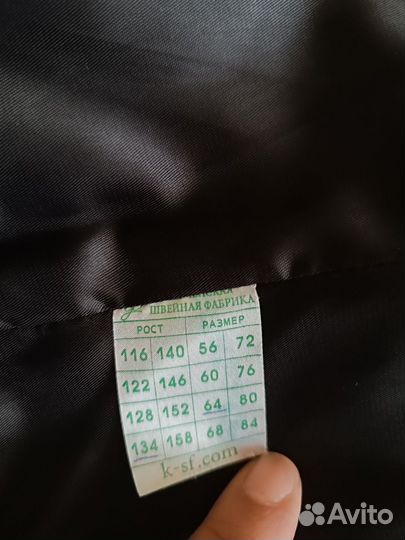 ШВЕЙНАЯ ФАБРИКА
РОСТ РАЗМЕР
116 140 56 72
122 146 60 76
128 152 64 80
134 158 68 84
k-sf.com
Avito